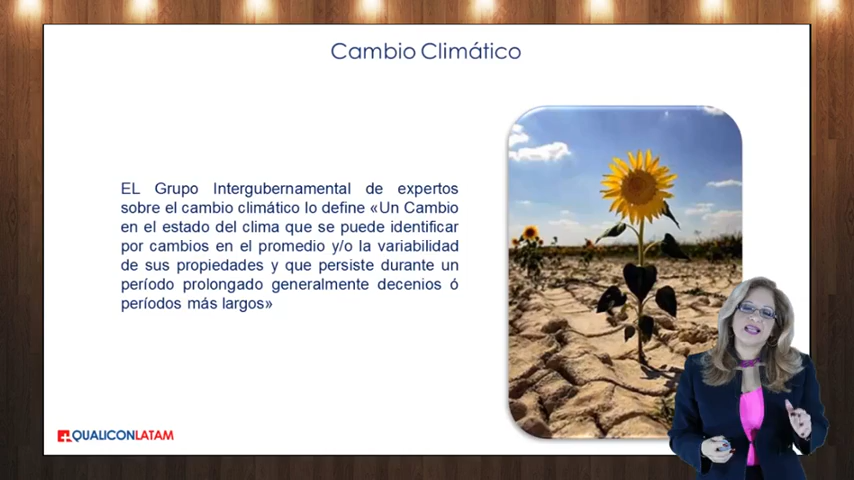 Cambio Climático
EL Grupo Intergubernamental de expertos
sobre el cambio climático lo define «Un Cambio
en el estado del clima que se puede identificar
por cambios en el promedio y/o la variabilidad
de sus propiedades y que persiste durante un
período prolongado generalmente decenios ó
períodos más largos»
QUALICONLATAM